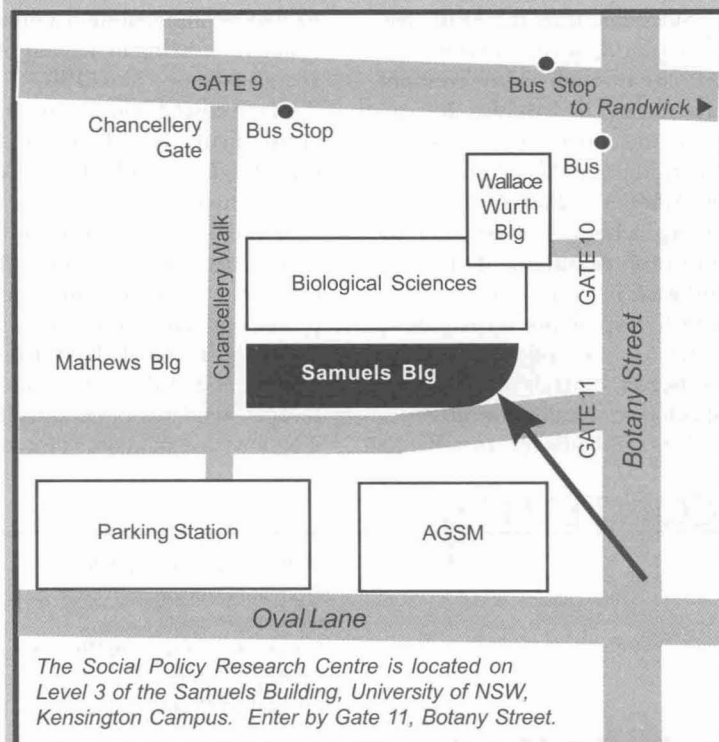 GATE 9
Bus Stop
to Randwick
Chancellery
Gate
Bus Stop
Bus
Wallace
Wurth
Blg
GATE 10
Biological Sciences
Chancellery Walk
Mathews Blg
Samuels Blg
GATE 11
Botany Street
Parking Station
AGSM
Oval Lane
The Social Policy Research Centre is located on
Level 3 of the Samuels Building, University of NSW,
Kensington Campus. Enter by Gate 11, Botany Street.